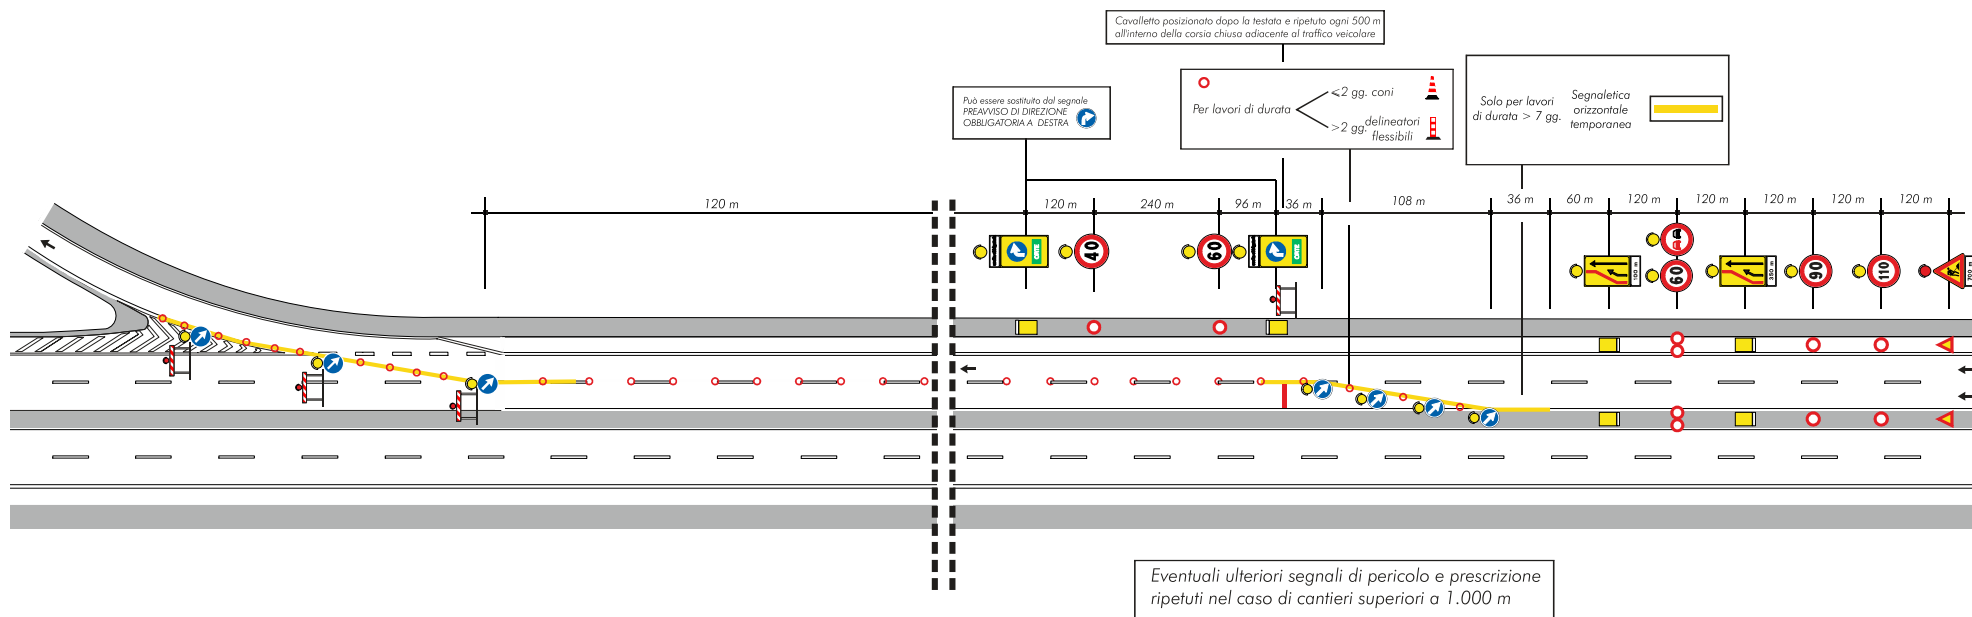 Cavalletto posizionato dopo la testata e ripetuto ogni 500 m
all'interno della corsia chiusa adiacente al traffico veicolare
Può essere sostituito dal segnale
PREAVVISO DI DIREZIONE
OBBLIGATORIA A DESTRA
Per lavori di durata
⩽2 gg. coni
>2 gg. delineatori
flessibili
Solo per lavori
di durata > 7 gg.
Segnaletica
orizzontale
temporanea
120 m
120 m
240 m
96 m
36 m
108 m
36 m
60 m
120 m
120 m
120 m
120 m
120 m
40
60
100 m
60
350 m
90
110
700 m
Eventuali ulteriori segnali di pericolo e prescrizione
ripetuti nel caso di cantieri superiori a 1.000 m